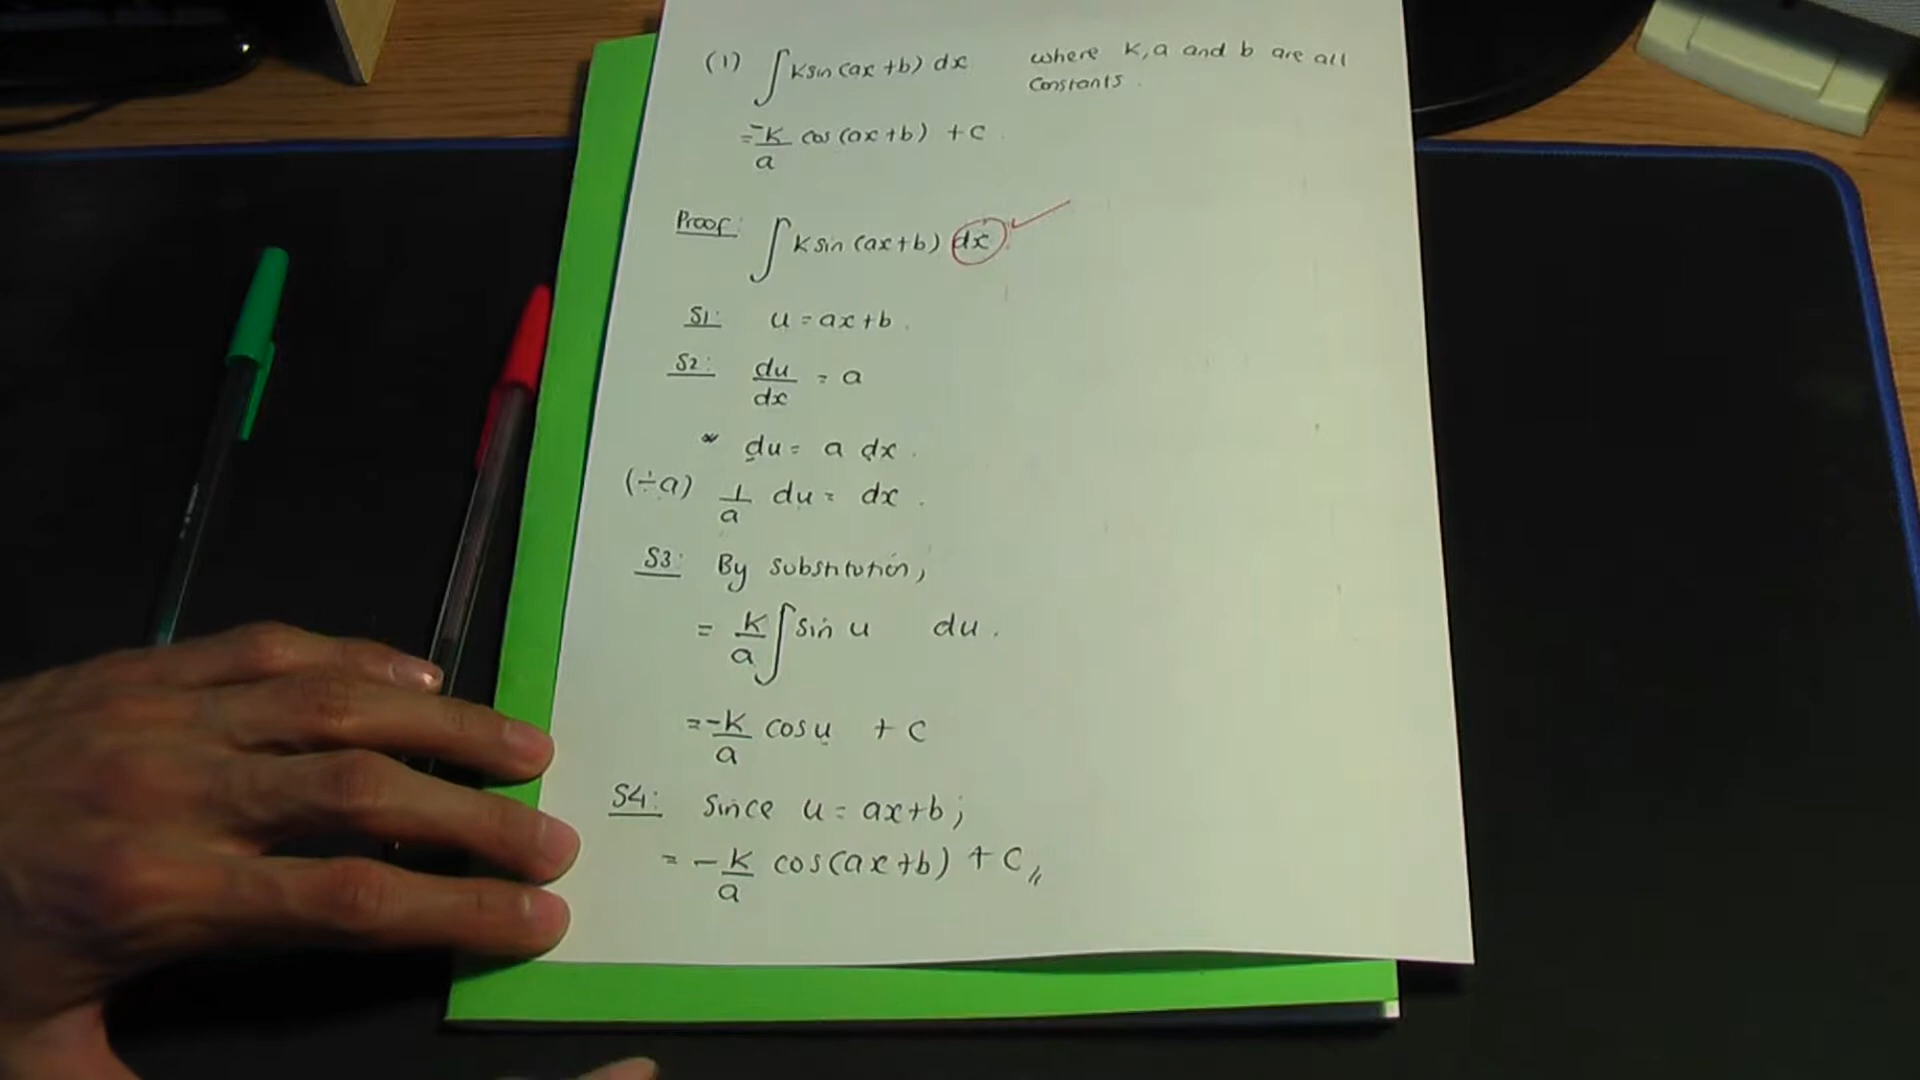 (1) ∫ksin(ax+b) dx where k, a and b are all
constants.
= -k/a cos(ax+b) + c
Proof: ∫ksin(ax+b) dx
S1: u = ax+b.
S2: du/dx = a
du = a dx.
(÷a) 1/a du = dx.
S3: By substitution,
= k/a ∫sin u du.
= -k/a cos u + c
S4: Since u = ax+b;
= -k/a cos(ax+b) + c